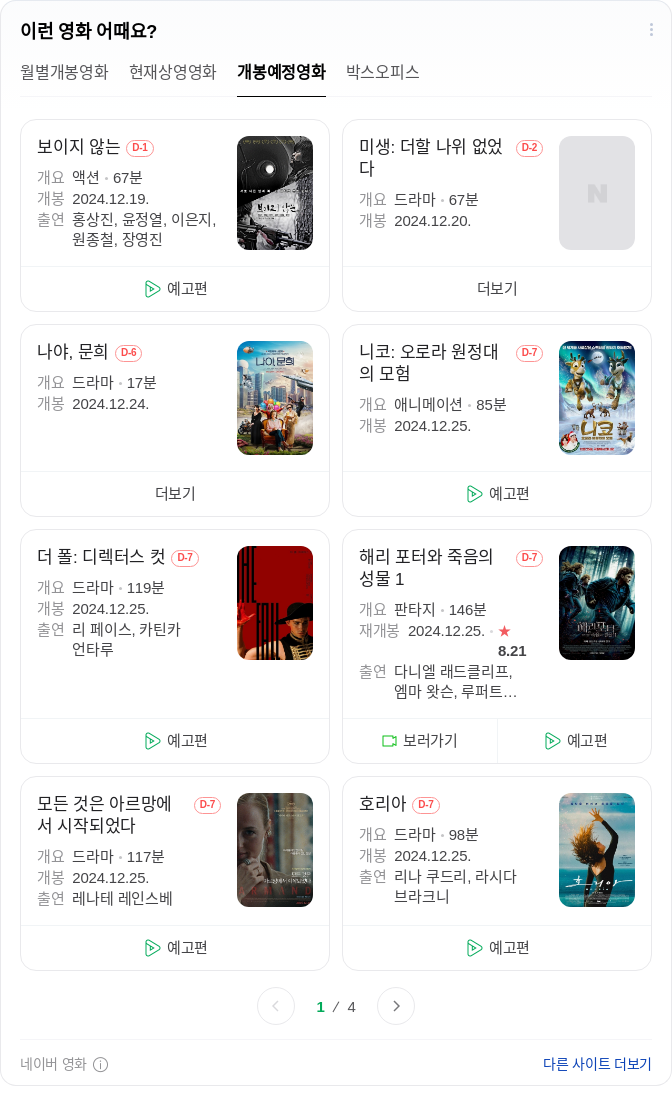 이런 영화 어때요?
월별개봉영화 현재상영영화 개봉예정영화 박스오피스
보이지 않는 D-1
개요 액션 • 67분
개봉 2024.12.19.
출연 홍상진, 윤정열, 이은지,
원종철, 장영진
예고편
미생: 더할 나위 없었
다
D-2
개요 드라마 • 67분
개봉 2024.12.20.
N
더보기
나야, 문희 D-6
개요 드라마 • 17분
개봉 2024.12.24.
나야, 문희
더보기
니코: 오로라 원정대
의 모험
D-7
개요 애니메이션 • 85분
개봉 2024.12.25.
니코
예고편
더 폴: 디렉터스 컷 D-7
개요 드라마 • 119분
개봉 2024.12.25.
출연 리 페이스, 카틴카
언타루
예고편
해리 포터와 죽음의
성물 1
D-7
개요 판타지 • 146분
재개봉 2024.12.25. • ★
8.21
출연 다니엘 래드클리프,
엠마 왓슨, 루퍼트…
보러가기 예고편
모든 것은 아르망에
서 시작되었다
D-7
개요 드라마 • 117분
개봉 2024.12.25.
출연 레나테 레인스베
예고편
호리아 D-7
개요 드라마 • 98분
개봉 2024.12.25.
출연 리나 쿠드리, 라시다
브라크니
호리아
예고편
1 / 4
네이버 영화
다른 사이트 더보기